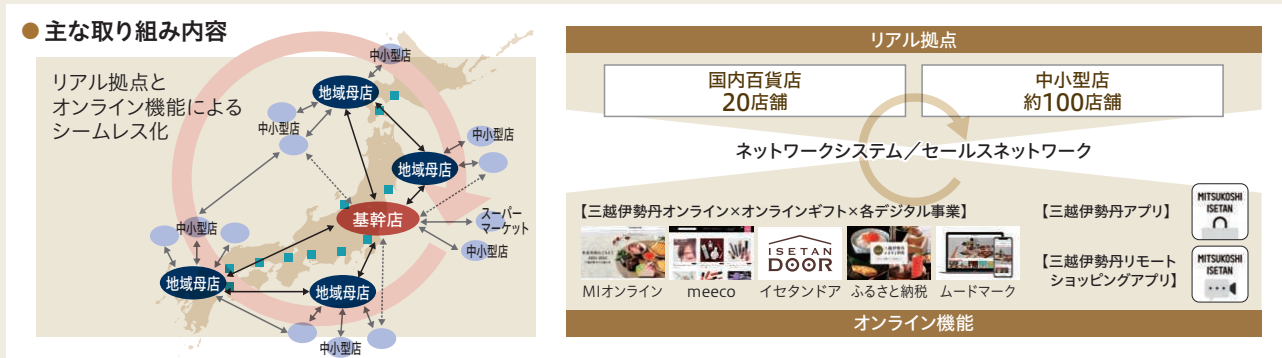 主な取り組み内容
リアル拠点と
オンライン機能による
シームレス化
中小型店
地域母店
中小型店
中小型店
地域母店
基幹店
スーパー
マーケット
中小型店
中小型店
地域母店
地域母店
中小型店
リアル拠点
国内百貨店
20店舗
中小型店
約100店舗
ネットワークシステム／セールスネットワーク
【三越伊勢丹オンライン×オンラインギフト×各デジタル事業】
ISETAN
DOOR
MIオンライン
meeco
イセタンドア
ふるさと納税
ムードマーク
【三越伊勢丹アプリ】
MITSUKOSHI
ISETAN
【三越伊勢丹リモート
ショッピングアプリ】
MITSUKOSHI
ISETAN
オンライン機能